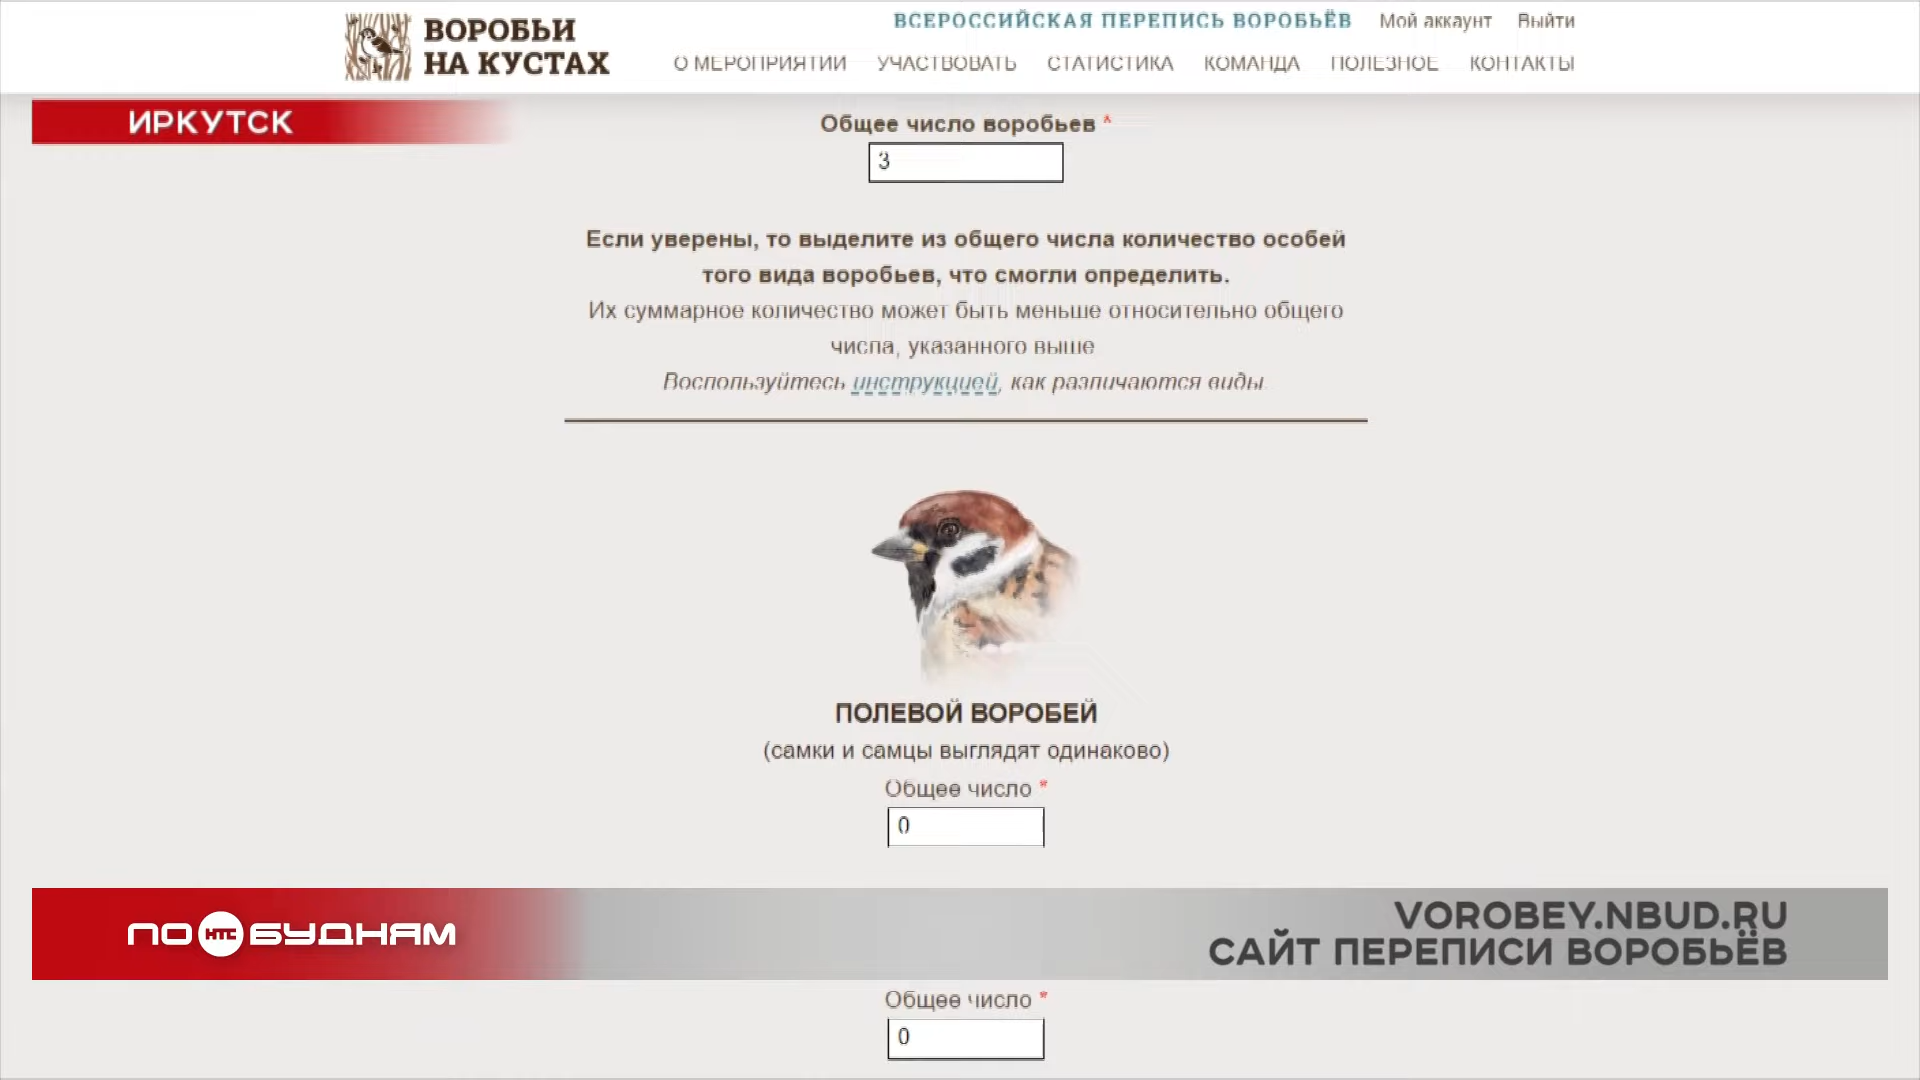 ВОРОБЬИ
НА КУСТАХ
ВСЕРОССИЙСКАЯ ПЕРЕПИСЬ ВОРОБЬЁВ Мой аккаунт Выйти
О МЕРОПРИЯТИИ УЧАСТВОВАТЬ СТАТИСТИКА КОМАНДА ПОЛЕЗНОЕ КОНТАКТЫ
ИРКУТСК
Общее число воробьев *
3
Если уверены, то выделите из общего числа количество особей
того вида воробьев, что смогли определить.
Их суммарное количество может быть меньше относительно общего
числа, указанного выше
Воспользуйтесь инструкцией, как различаются виды
ПОЛЕВОЙ ВОРОБЕЙ
(самки и самцы выглядят одинаково)
Общее число *
0
ПО НТС БУДНЯМ
VOROBEY.NBUD.RU
САЙТ ПЕРЕПИСИ ВОРОБЬЁВ
Общее число *
0